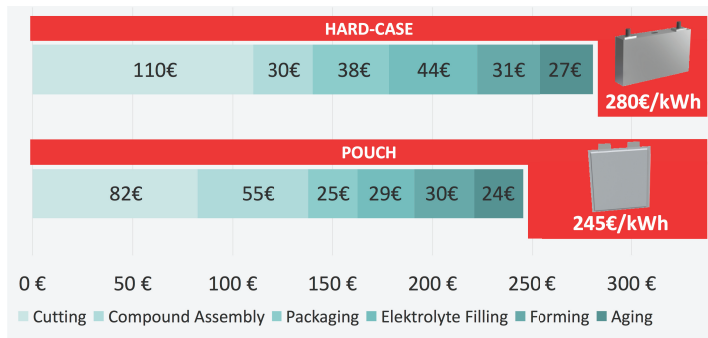 HARD-CASE
110€ 30€ 38€ 44€ 31€ 27€
280€/kWh
POUCH
82€ 55€ 25€ 29€ 30€ 24€
245€/kWh
0 € 50 € 100 € 150 € 200 € 250 € 300 €
Cutting Compound Assembly Packaging Elektrolyte Filling Forming Aging